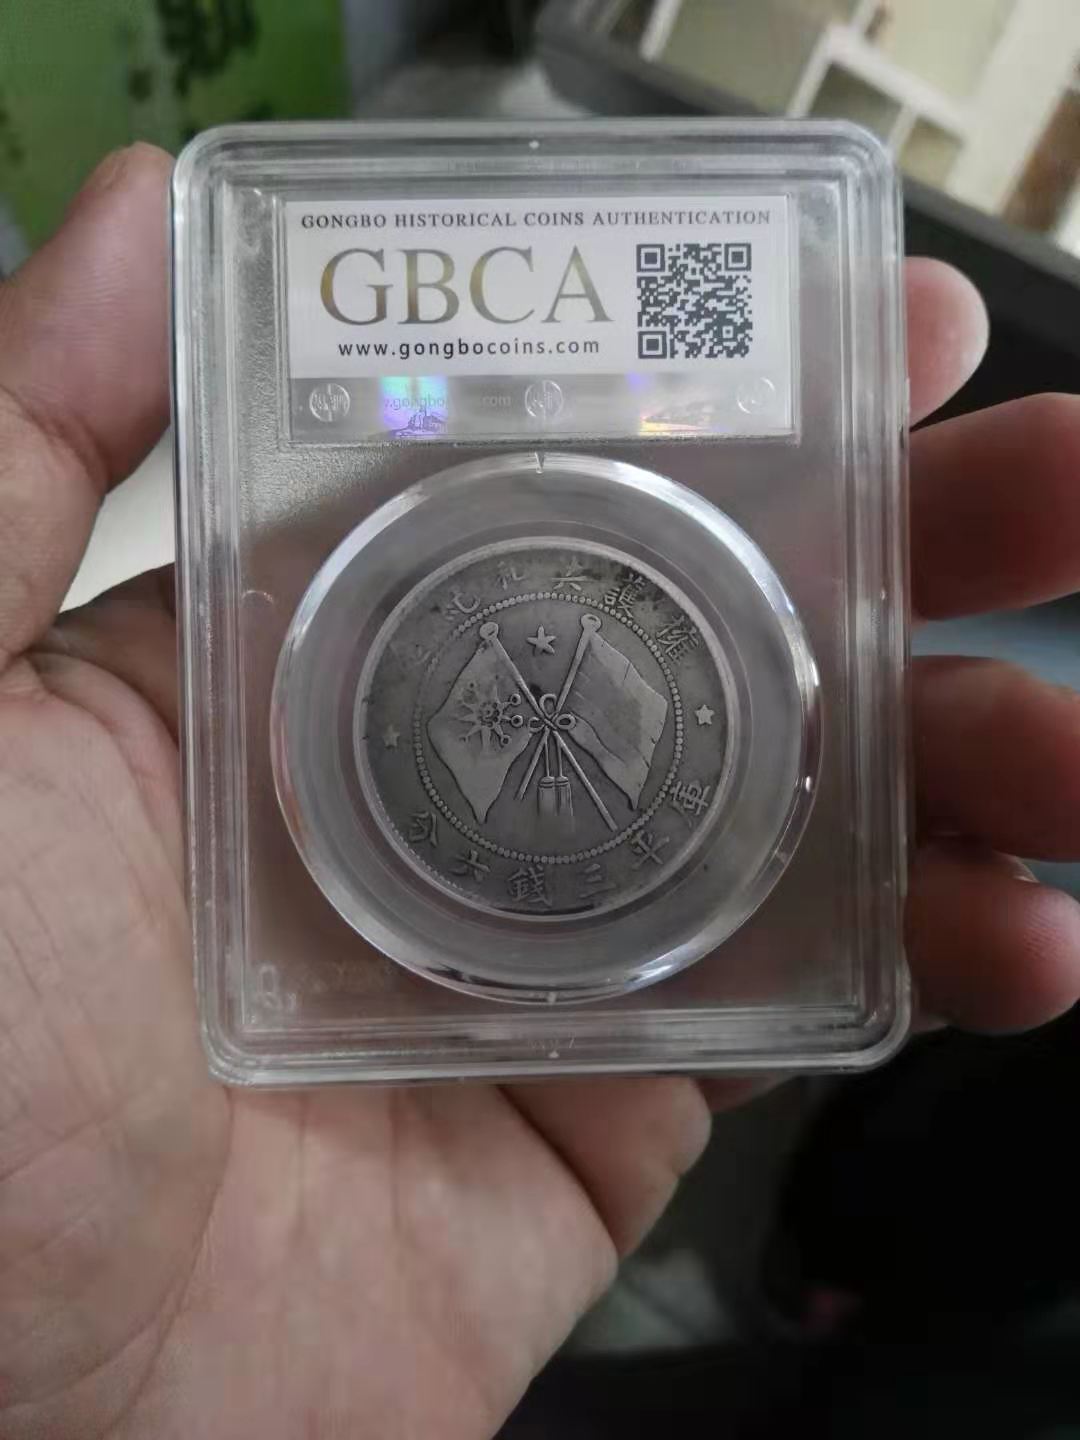 GONGBO HISTORICAL COINS AUTHENTICATION
GBCA
www.gongbocoins.com
擁護共和紀念
庫平三錢六分